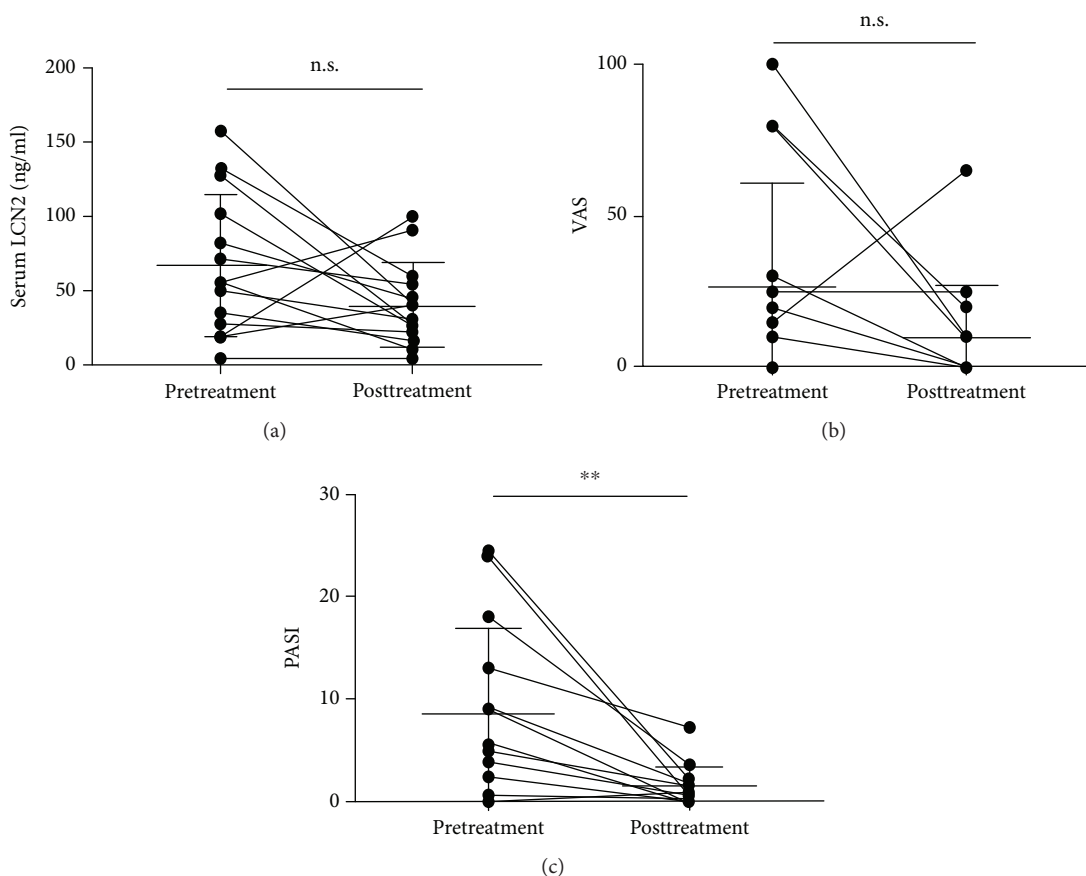 n.s.
200
150
100
50
0
Serum LCN2 (ng/ml)
Pretreatment
Posttreatment
(a)
n.s.
100
50
0
VAS
Pretreatment
Posttreatment
(b)
**
30
20
10
0
PASI
Pretreatment
Posttreatment
(c)